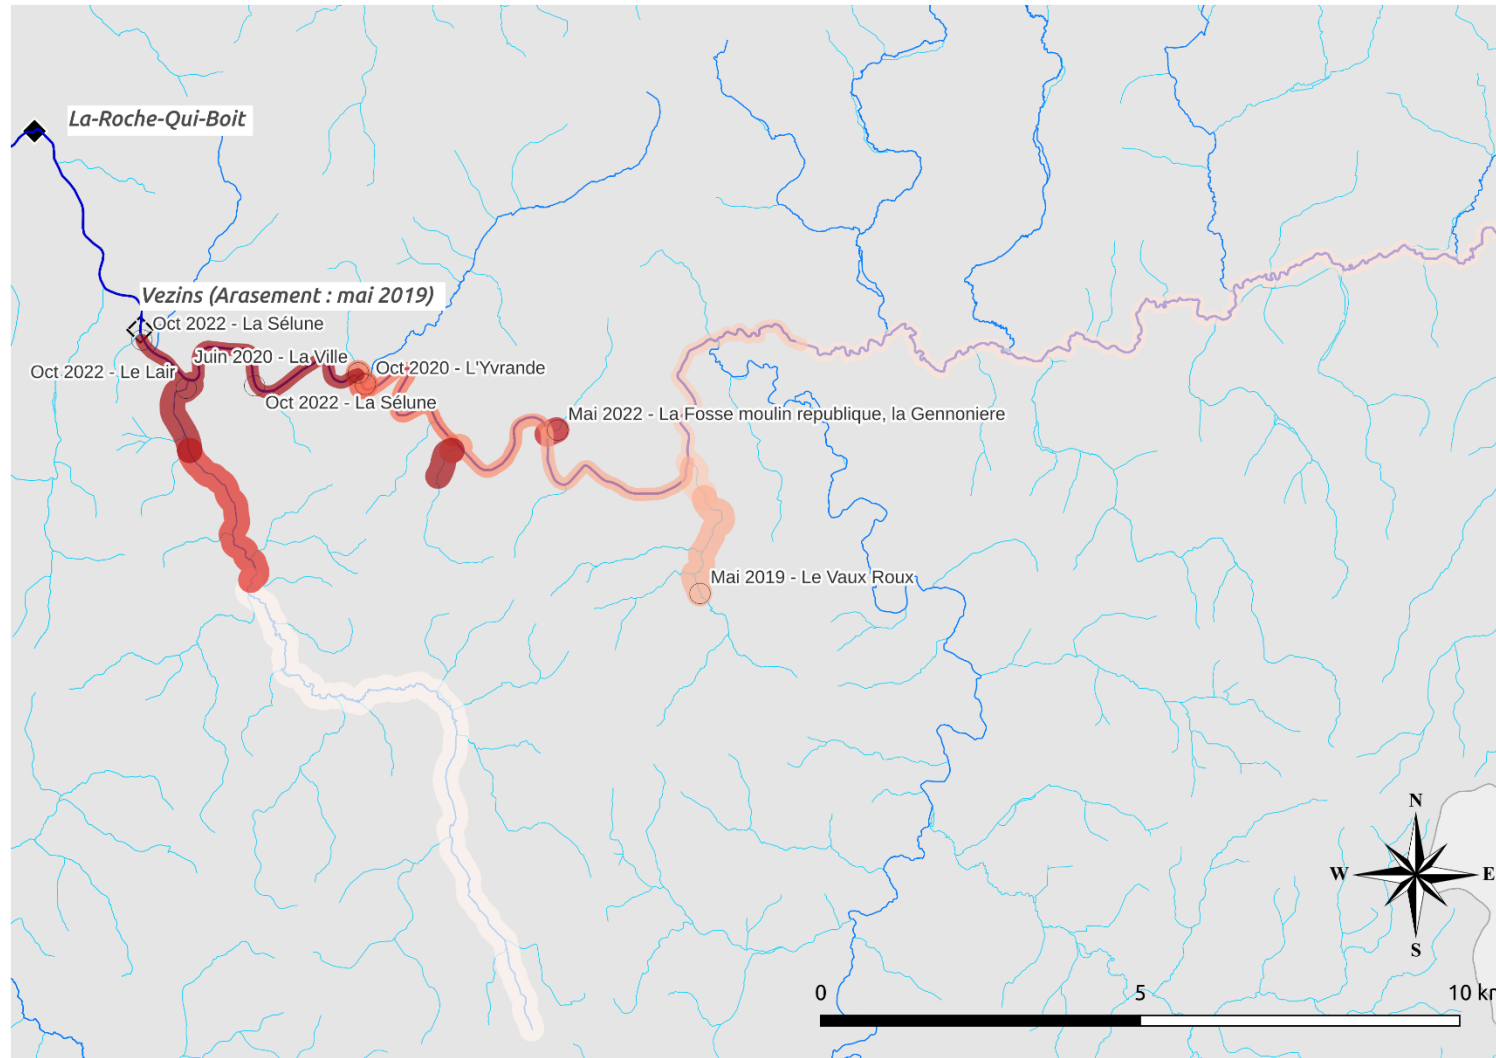 La-Roche-Qui-Boit
Vezins (Arasement : mai 2019)
Oct 2022 - La Sélune
Juin 2020 - La Ville
Oct 2022 - Le Lair
Oct 2020 - L'Yvrande
Oct 2022 - La Sélune
Mai 2022 - La Fosse moulin republique, la Gennoniere
Mai 2019 - Le Vaux Roux
N
W
E
S
0
5
10 km